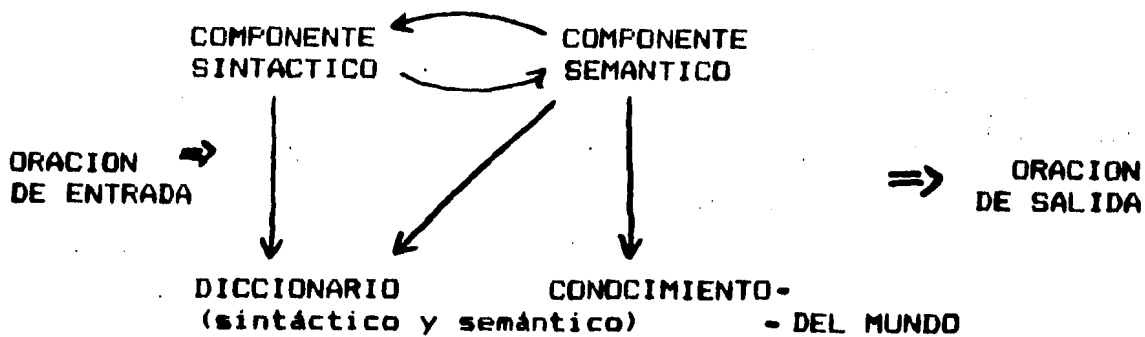 COMPONENTE
SINTACTICO
COMPONENTE
SEMANTICO
ORACION
DE ENTRADA
ORACION
DE SALIDA
DICCIONARIO
(sintáctico y semántico)
CONOCIMIENTO-
- DEL MUNDO